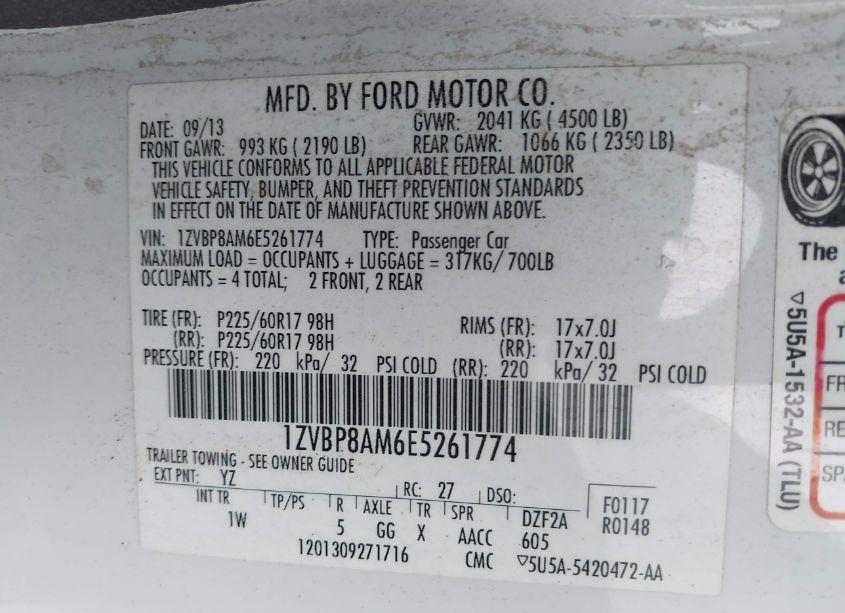 MFD. BY FORD MOTOR CO.
DATE: 09/13 GVWR: 2041 KG ( 4500 LB)
FRONT GAWR: 993 KG ( 2190 LB) REAR GAWR: 1066 KG ( 2350 LB)
THIS VEHICLE CONFORMS TO ALL APPLICABLE FEDERAL MOTOR
VEHICLE SAFETY, BUMPER, AND THEFT PREVENTION STANDARDS
IN EFFECT ON THE DATE OF MANUFACTURE SHOWN ABOVE.
VIN: 1ZVBP8AM6E5261774 TYPE: Passenger Car
MAXIMUM LOAD = OCCUPANTS + LUGGAGE = 317KG/ 700LB
OCCUPANTS = 4 TOTAL; 2 FRONT, 2 REAR
TIRE (FR): P225/60R17 98H RIMS (FR): 17x7.0J
(RR): P225/60R17 98H (RR): 17x7.0J
PRESSURE (FR): 220 kPa/ 32 PSI COLD (RR): 220 kPa/ 32 PSI COLD
1ZVBP8AM6E5261774
TRAILER TOWING - SEE OWNER GUIDE
EXT PNT: YZ RC: 27 DSO: F0117
INT TR TP/PS R AXLE TR SPR DZF2A R0148
1W 5 GG X AACC 605
1201309271716 CMC ▽5U5A-5420472-AA
The
▽5U5A-1532-AA (TLU)
FR
RE
SPA